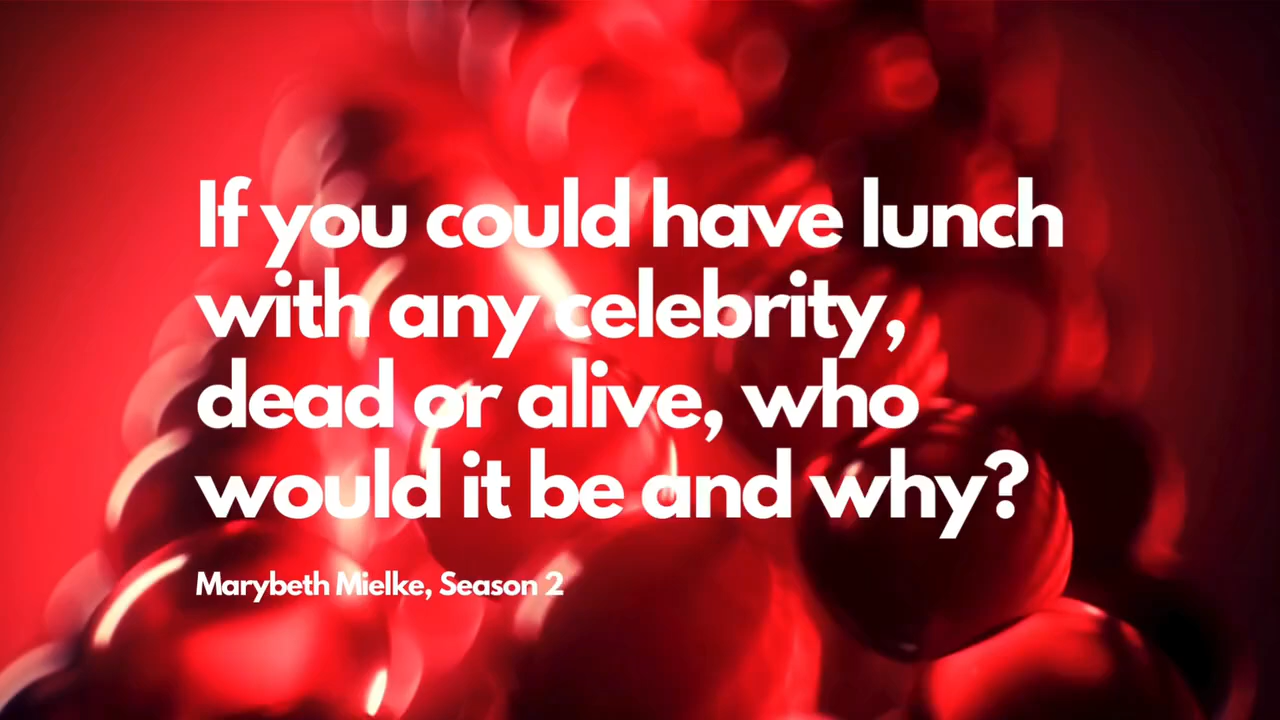 If you could have lunch
with any celebrity,
dead or alive, who
would it be and why?
Marybeth Mielke, Season 2